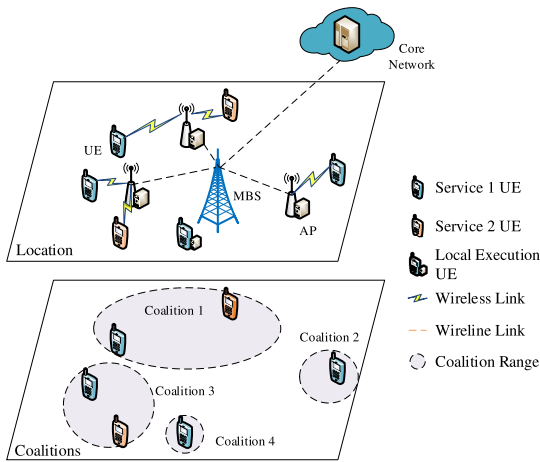 Core
Network
UE
MBS
AP
Location
Service 1 UE
Service 2 UE
Local Execution
UE
Wireless Link
Wireline Link
Coalition Range
Coalition 1
Coalition 2
Coalition 3
Coalition 4
Coalitions